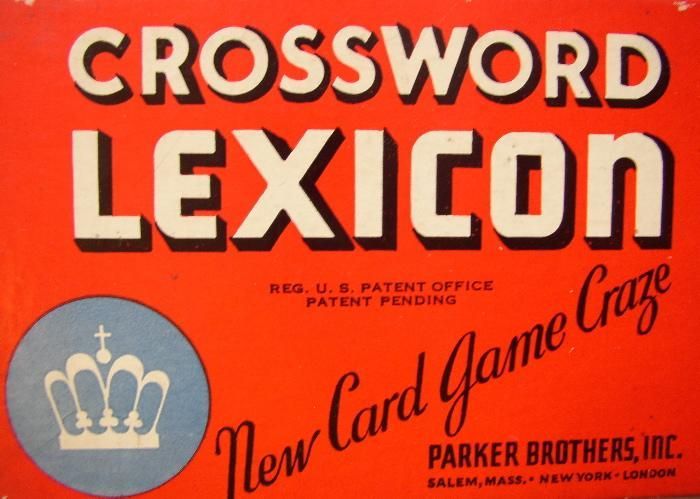 CROSSWORD
LEXICON
REG. U. S. PATENT OFFICE
PATENT PENDING
New Card Game Craze
PARKER BROTHERS, INC.
SALEM, MASS. • NEW YORK • LONDON